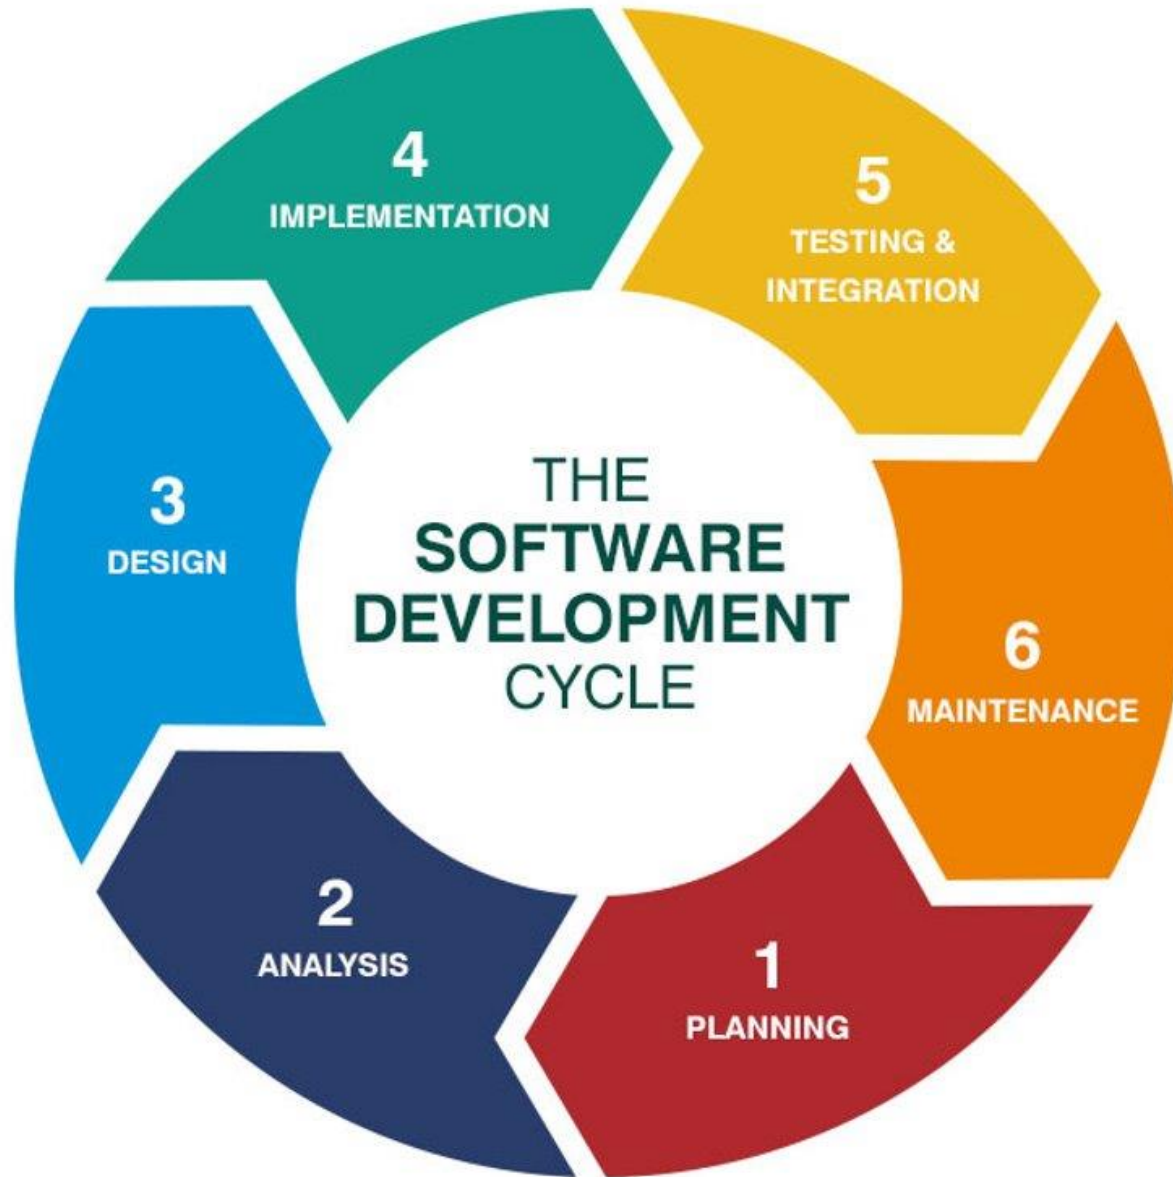 4
IMPLEMENTATION
5
TESTING &
INTEGRATION
3
DESIGN
THE
SOFTWARE
DEVELOPMENT
CYCLE
6
MAINTENANCE
2
ANALYSIS
1
PLANNING